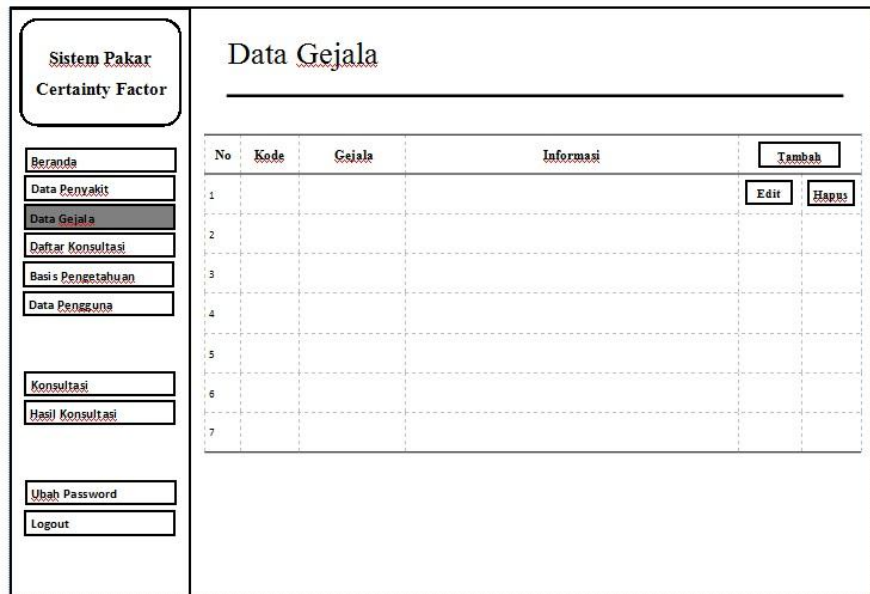 Sistem Pakar
Certainty Factor
Beranda
Data Penyakit
Data Gejala
Daftar Konsultasi
Basis Pengetahuan
Data Pengguna
Konsultasi
Hasil Konsultasi
Ubah Password
Logout
Data Gejala
No Kode Gejala Informasi Tambah
1 Edit Hapus
2
3
4
5
6
7